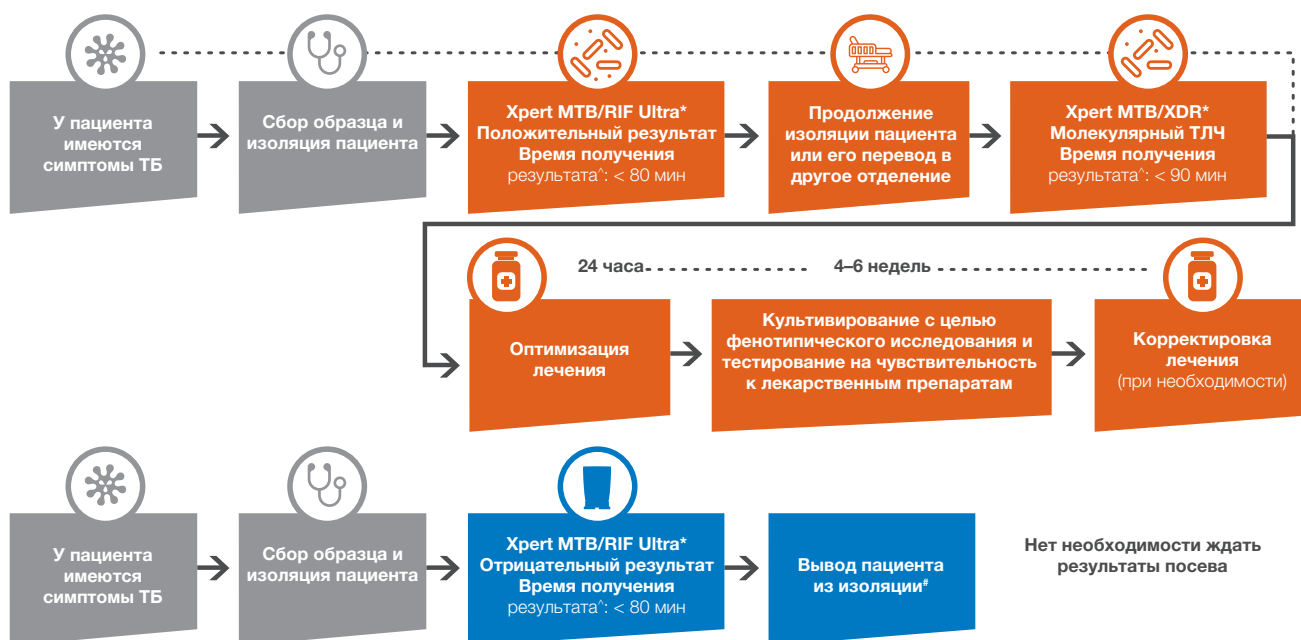 У пациента
имеются
симптомы ТБ
Сбор образца и
изоляция пациента
Xpert MTB/RIF Ultra*
Положительный результат
Время получения
результата^: < 80 мин
Продолжение
изоляции пациента
или его перевод в
другое отделение
Xpert MTB/XDR*
Молекулярный ТЛЧ
Время получения
результата^: < 90 мин
24 часа
4–6 недель
Оптимизация
лечения
Культивирование с целью
фенотипического исследования и
тестирование на чувствительность
к лекарственным препаратам
Корректировка
лечения
(при необходимости)
У пациента
имеются
симптомы ТБ
Сбор образца и
изоляция пациента
Xpert MTB/RIF Ultra*
Отрицательный результат
Время получения
результата^: < 80 мин
Вывод пациента
из изоляции#
Нет необходимости ждать
результаты посева